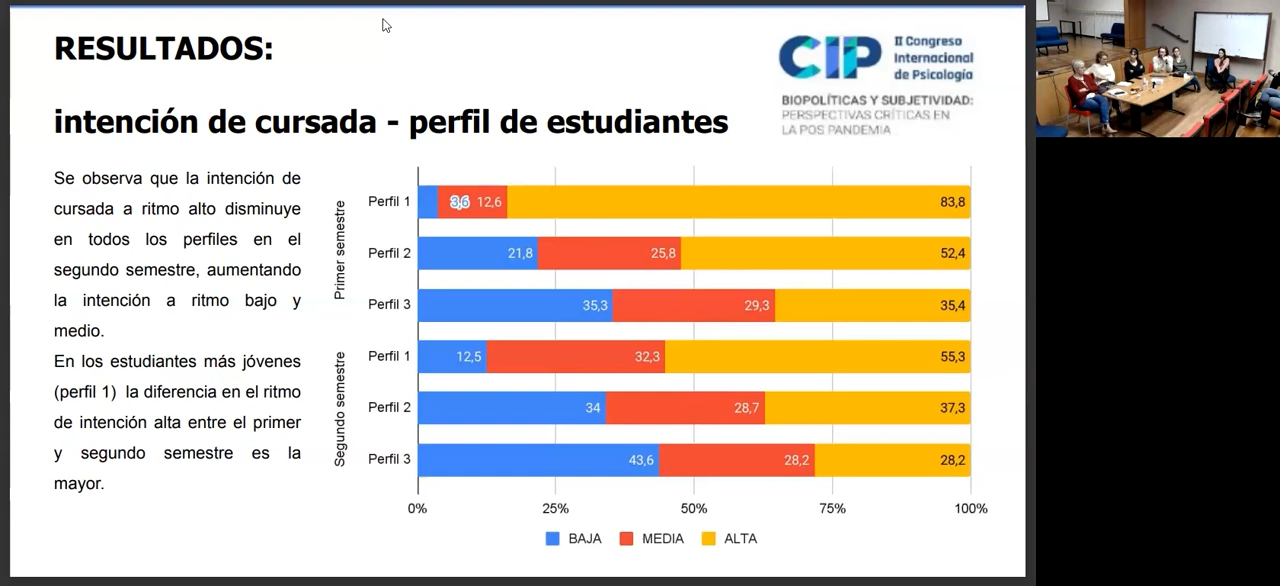 RESULTADOS:
intención de cursada - perfil de estudiantes
CIP
II Congreso
Internacional
de Psicología
BIOPOLÍTICAS Y SUBJETIVIDAD:
PERSPECTIVAS CRÍTICAS EN
LA POS PANDEMIA
Se observa que la intención de
cursada a ritmo alto disminuye
en todos los perfiles en el
segundo semestre, aumentando
la intención a ritmo bajo y
medio.
En los estudiantes más jóvenes
(perfil 1) la diferencia en el ritmo
de intención alta entre el primer
y segundo semestre es la
mayor.
Primer semestre
Perfil 1 3,6 12,6 83,8
Perfil 2 21,8 25,8 52,4
Perfil 3 35,3 29,3 35,4
Segundo semestre
Perfil 1 12,5 32,3 55,3
Perfil 2 34 28,7 37,3
Perfil 3 43,6 28,2 28,2
0% 25% 50% 75% 100%
BAJA MEDIA ALTA